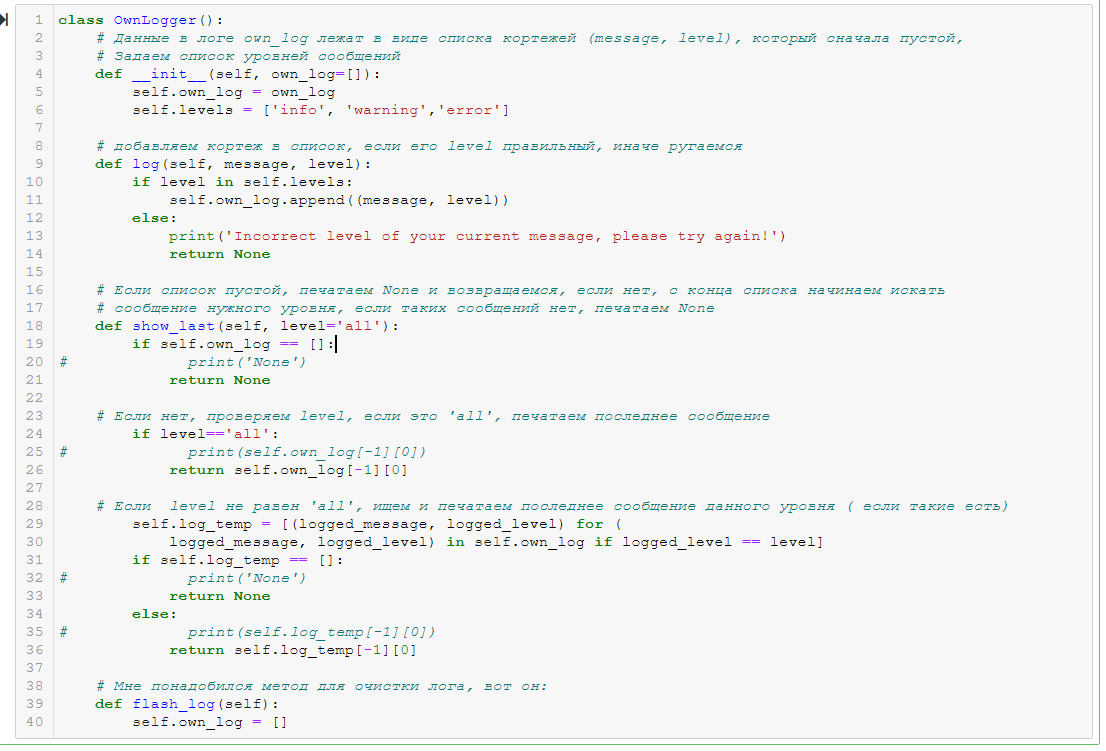 1 class OwnLogger():
2 # Данные в логе own_log лежат в виде списка кортежей (message, level), который сначала пустой,
3 # Задаем список уровней сообщений
4 def __init__(self, own_log=[]):
5 self.own_log = own_log
6 self.levels = ['info', 'warning','error']
7
8 # добавляем кортеж в список, если его level правильный, иначе ругаемся
9 def log(self, message, level):
10 if level in self.levels:
11 self.own_log.append((message, level))
12 else:
13 print('Incorrect level of your current message, please try again!')
14 return None
15
16 # Если список пустой, печатаем None и возвращаемся, если нет, с конца списка начинаем искать
17 # сообщение нужного уровня, если таких сообщений нет, печатаем None
18 def show_last(self, level='all'):
19 if self.own_log == []:
20 # print('None')
21 return None
22
23 # Если нет, проверяем level, если это 'all', печатаем последнее сообщение
24 if level=='all':
25 # print(self.own_log[-1][0])
26 return self.own_log[-1][0]
27
28 # Если  level не равен 'all', ищем и печатаем последнее сообщение данного уровня ( если такие есть)
29 self.log_temp = [(logged_message, logged_level) for (
30 logged_message, logged_level) in self.own_log if logged_level == level]
31 if self.log_temp == []:
32 # print('None')
33 return None
34 else:
35 # print(self.log_temp[-1][0])
36 return self.log_temp[-1][0]
37
38 # Мне понадобился метод для очистки лога, вот он:
39 def flash_log(self):
40 self.own_log = []